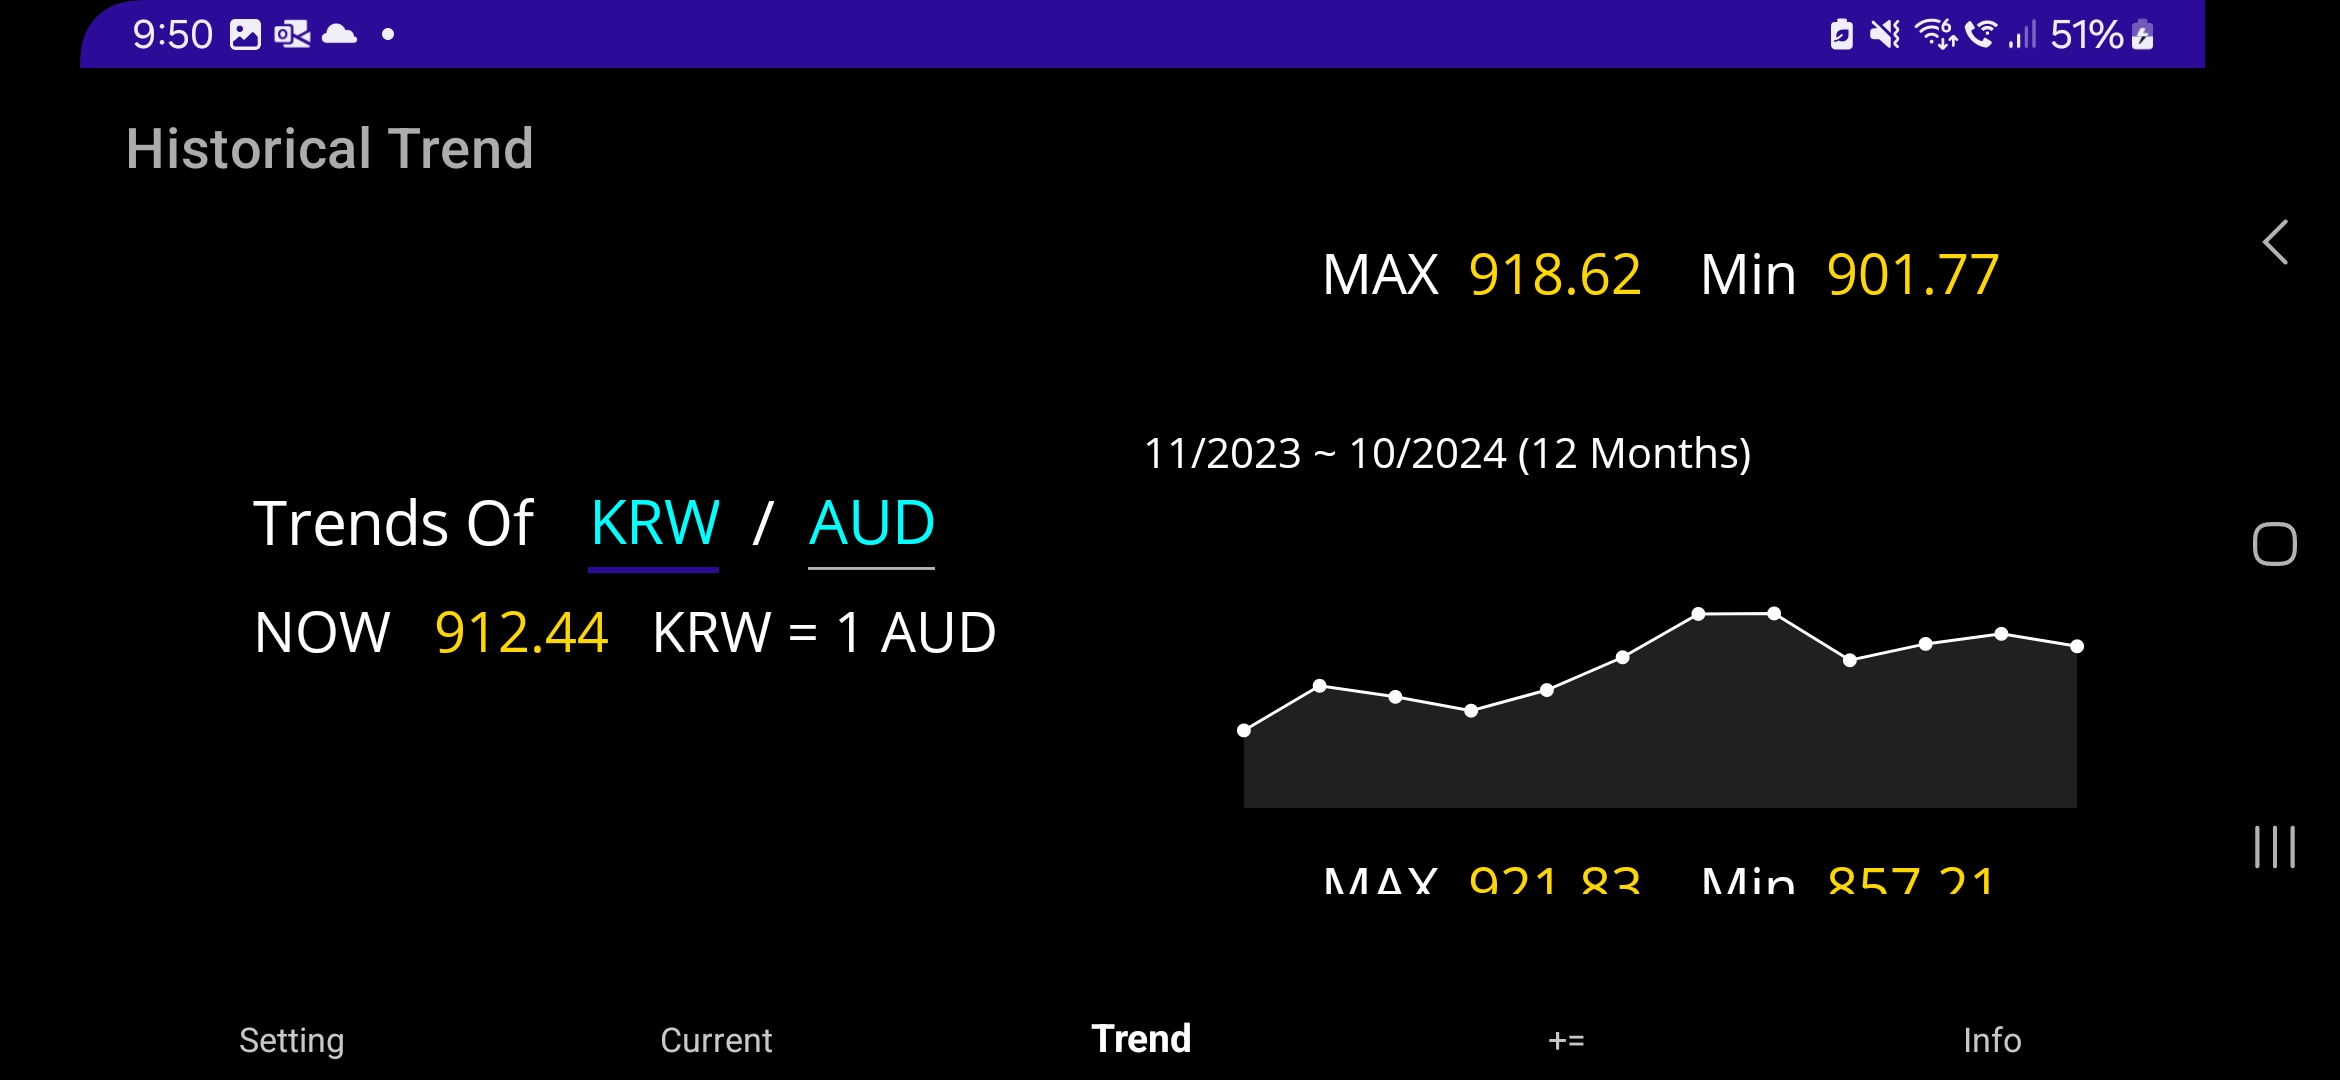 9:50 51%
Historical Trend
MAX 918.62 Min 901.77
11/2023 ~ 10/2024 (12 Months)
Trends Of KRW / AUD
NOW 912.44 KRW = 1 AUD
MAX 921.83 Min 857.21
Setting Current Trend += Info